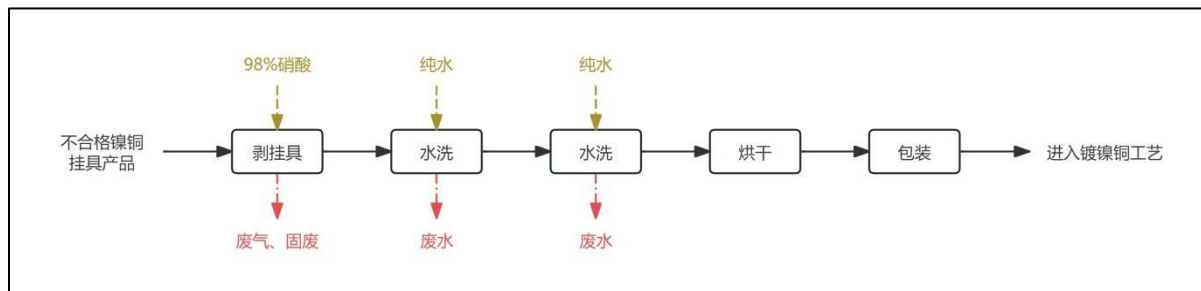 98%硝酸
纯水
纯水
不合格镍铜
挂具产品
剥挂具
水洗
水洗
烘干
包装
进入镀镍铜工艺
废气、固废
废水
废水